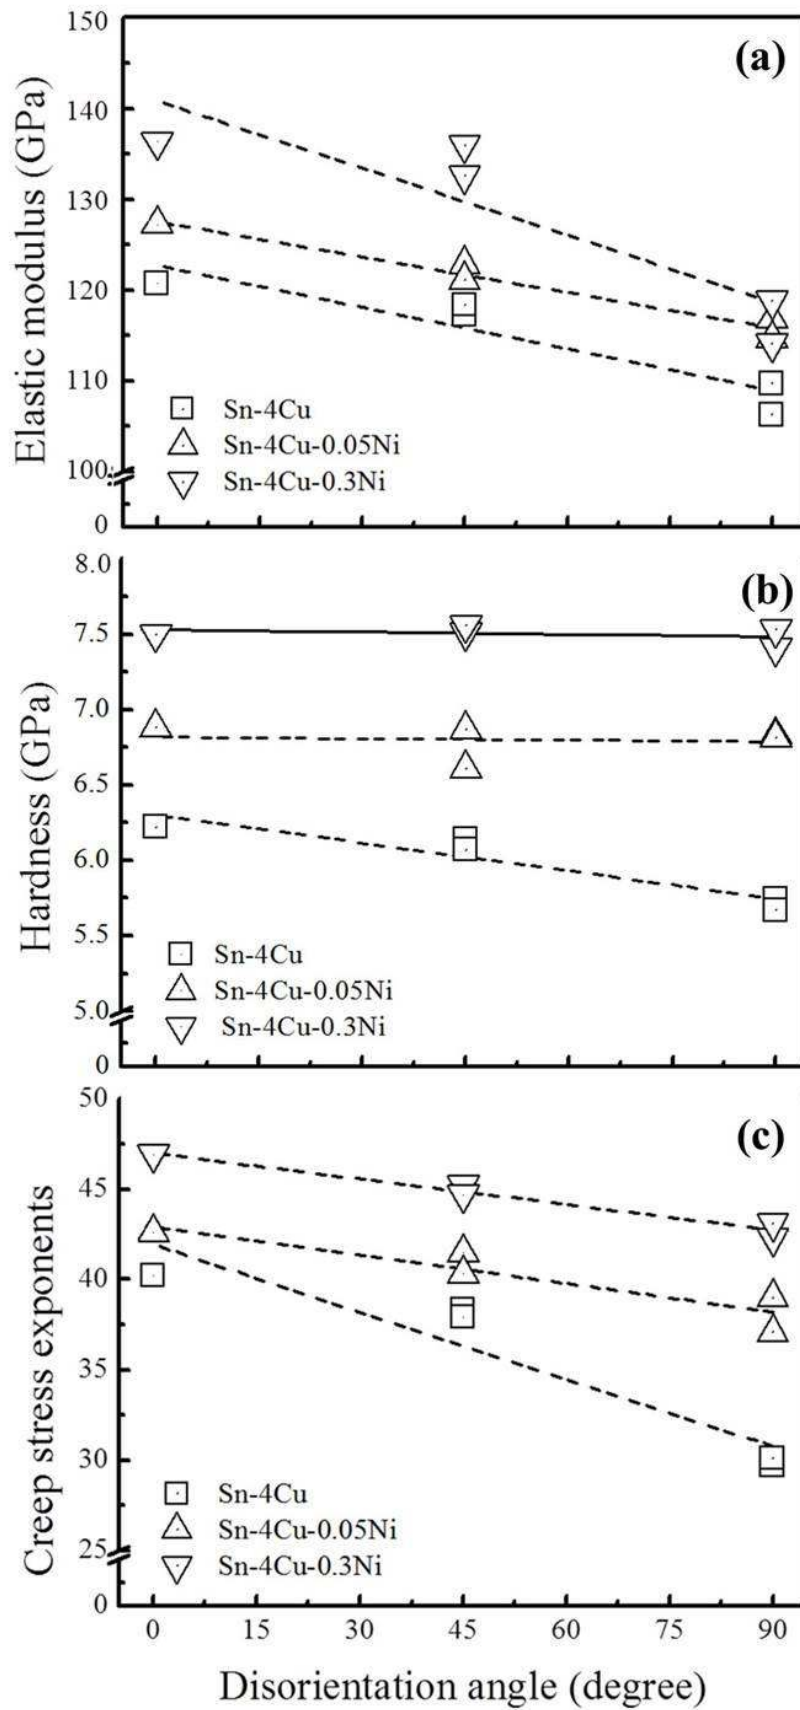 (a)
Elastic modulus (GPa)
150
140
130
120
110
100
0
Sn-4Cu
Sn-4Cu-0.05Ni
Sn-4Cu-0.3Ni
(b)
Hardness (GPa)
8.0
7.5
7.0
6.5
6.0
5.5
5.0
0
Sn-4Cu
Sn-4Cu-0.05Ni
Sn-4Cu-0.3Ni
(c)
Creep stress exponents
50
45
40
35
30
25
0
Sn-4Cu
Sn-4Cu-0.05Ni
Sn-4Cu-0.3Ni
0 15 30 45 60 75 90
Disorientation angle (degree)